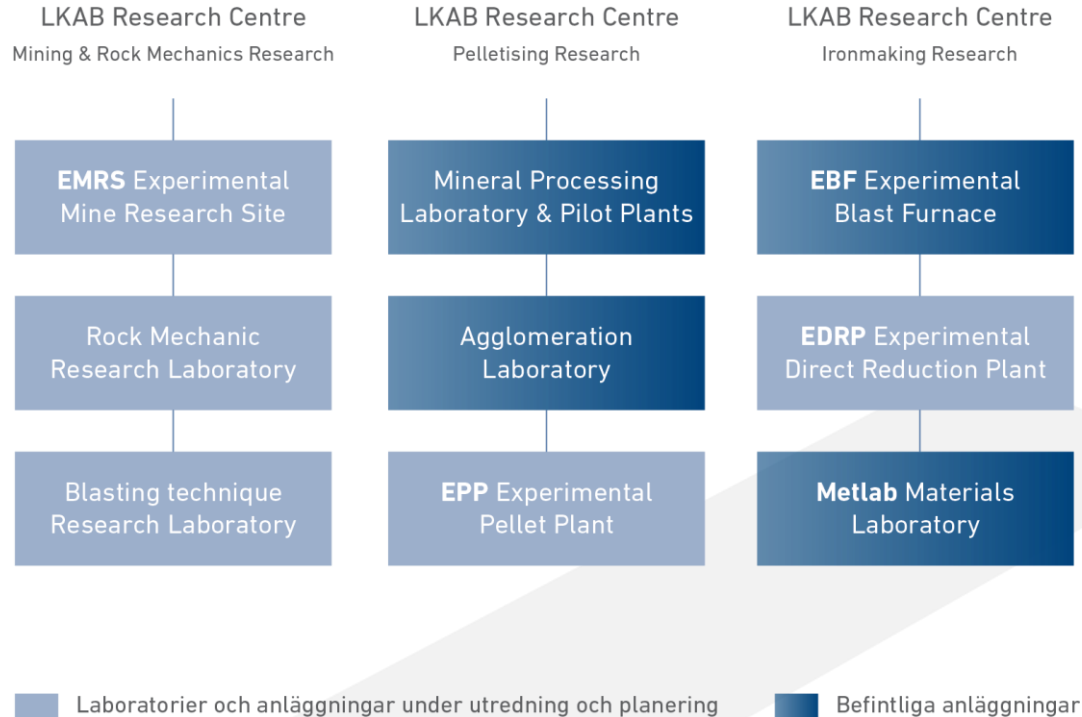 LKAB Research Centre
Mining & Rock Mechanics Research
EMRS Experimental
Mine Research Site
Rock Mechanic
Research Laboratory
Blasting technique
Research Laboratory
LKAB Research Centre
Pelletising Research
Mineral Processing
Laboratory & Pilot Plants
Agglomeration
Laboratory
EPP Experimental
Pellet Plant
LKAB Research Centre
Ironmaking Research
EBF Experimental
Blast Furnace
EDRP Experimental
Direct Reduction Plant
Metlab Materials
Laboratory
Laboratorier och anläggningar under utredning och planering
Befintliga anläggningar